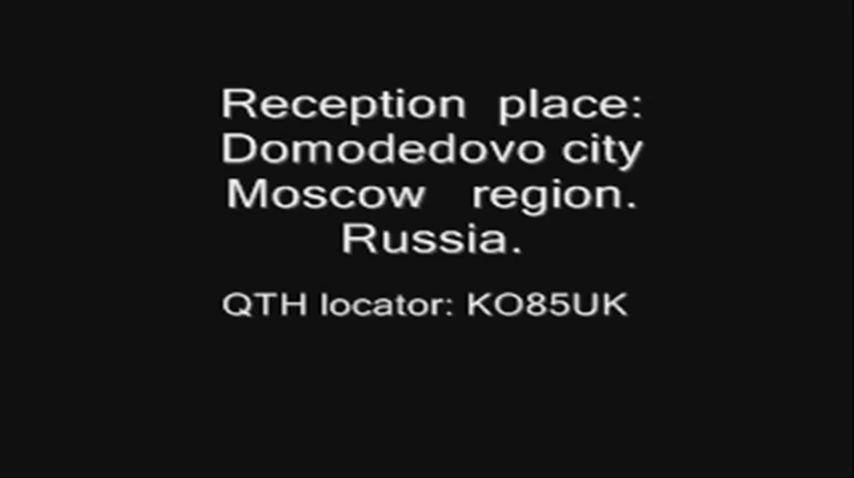 Reception place:
Domodedovo city
Moscow region.
Russia.
QTH locator: KO85UK